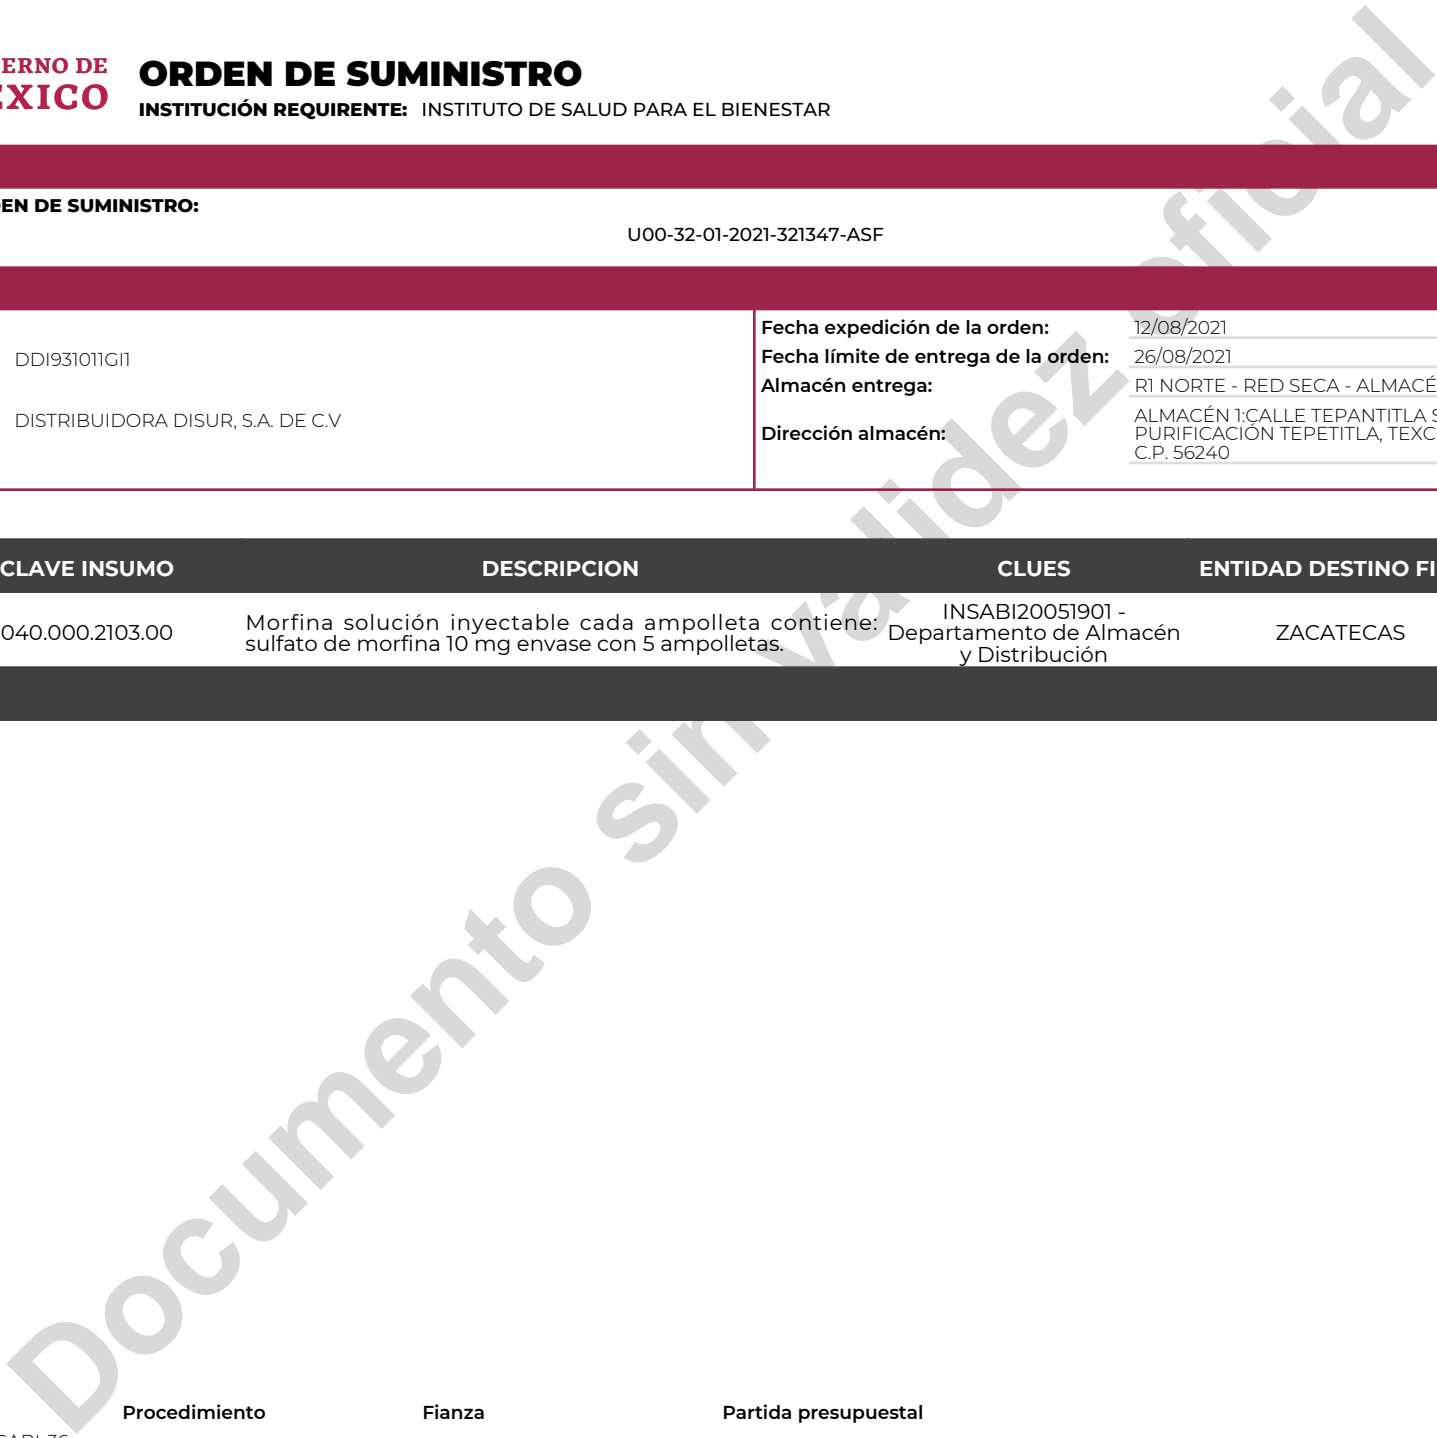 ERNO DE
ÉXICO
ORDEN DE SUMINISTRO
INSTITUCIÓN REQUIRENTE: INSTITUTO DE SALUD PARA EL BIENESTAR
EN DE SUMINISTRO:
U00-32-01-2021-321347-ASF
DDI931011GI1
DISTRIBUIDORA DISUR, S.A. DE C.V
Fecha expedición de la orden: 12/08/2021
Fecha límite de entrega de la orden: 26/08/2021
Almacén entrega: R1 NORTE - RED SECA - ALMACÉ
Dirección almacén:
ALMACÉN 1:CALLE TEPANTITLA S
PURIFICACIÓN TEPETITLA, TEXC
C.P. 56240
CLAVE INSUMO DESCRIPCION CLUES ENTIDAD DESTINO FI
040.000.2103.00
Morfina solución inyectable cada ampolleta contiene:
sulfato de morfina 10 mg envase con 5 ampolletas.
INSABI20051901 -
Departamento de Almacén
y Distribución
ZACATECAS
Documento sin validez oficial
Procedimiento Fianza Partida presupuestal